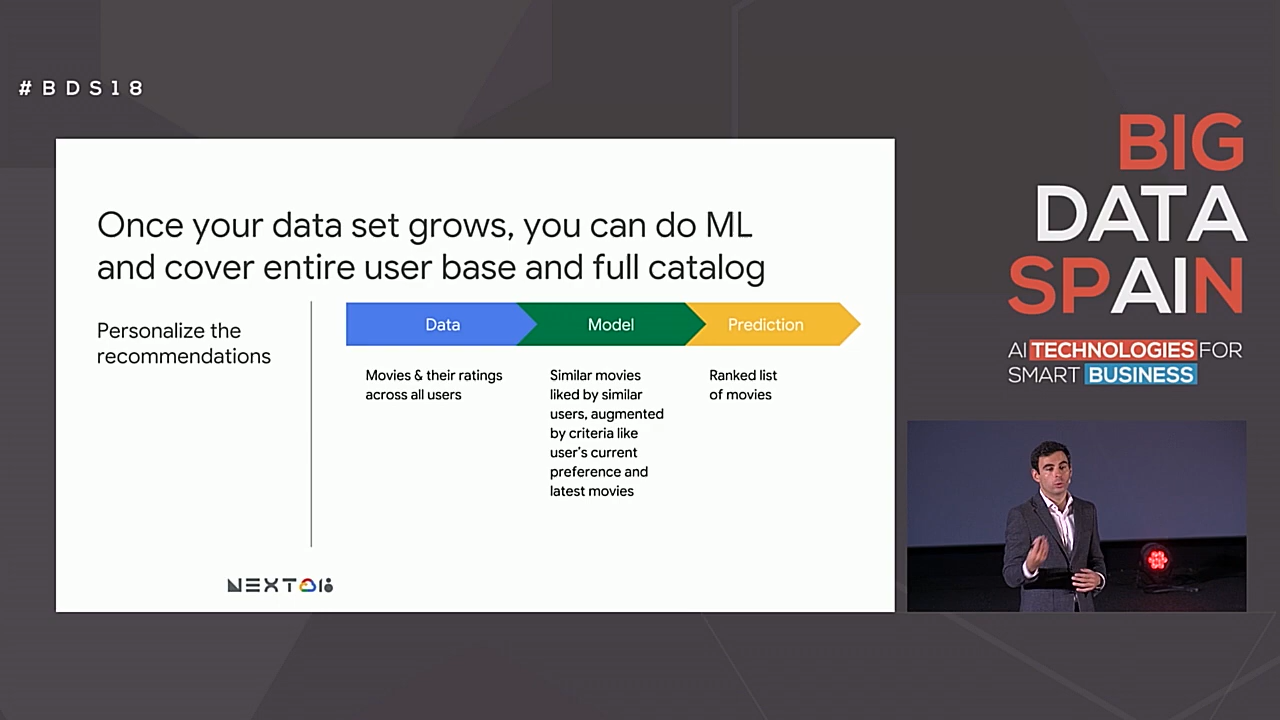 #BDS18
Once your data set grows, you can do ML
and cover entire user base and full catalog
Personalize the
recommendations
Data
Model
Prediction
Movies & their ratings
across all users
Similar movies
liked by similar
users, augmented
by criteria like
user's current
preference and
latest movies
Ranked list
of movies
NEXT 18
BIG
DATA
SPAIN
AI TECHNOLOGIES FOR
SMART BUSINESS